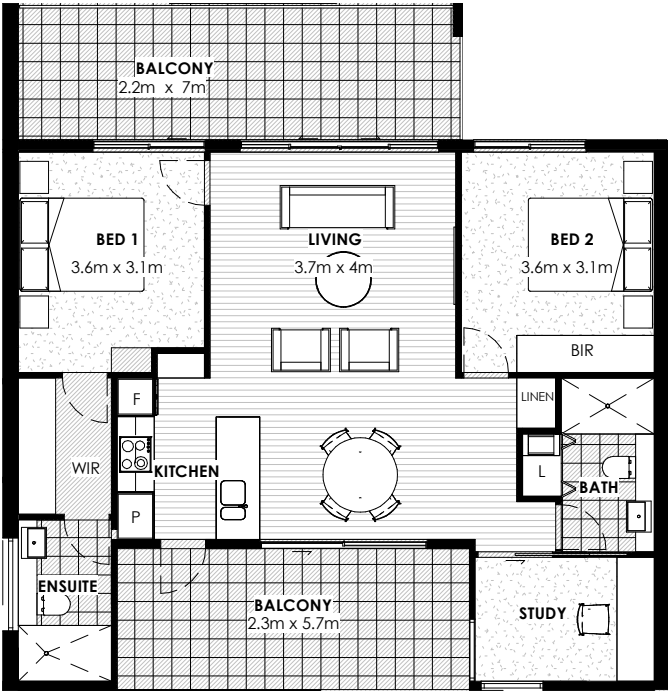 BALCONY
2.2m x 7m
BED 1
3.6m x 3.1m
LIVING
3.7m x 4m
BED 2
3.6m x 3.1m
BIR
F
LINEN
WIR
KITCHEN
L
BATH
P
ENSUITE
BALCONY
2.3m x 5.7m
STUDY